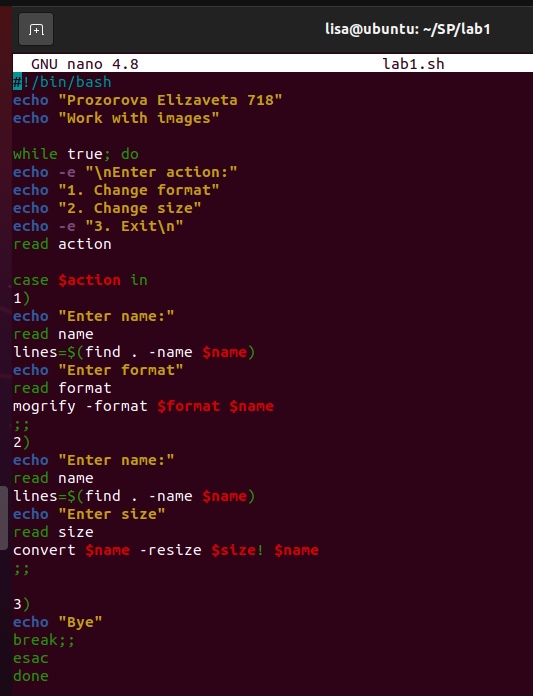 lisa@ubuntu: ~/SP/lab1
GNU nano 4.8 lab1.sh
#!/bin/bash
echo "Prozorova Elizaveta 718"
echo "Work with images"
while true; do
echo -e "\nEnter action:"
echo "1. Change format"
echo "2. Change size"
echo -e "3. Exit\n"
read action
case $action in
1)
echo "Enter name:"
read name
lines=$(find . -name $name)
echo "Enter format"
read format
mogrify -format $format $name
;;
2)
echo "Enter name:"
read name
lines=$(find . -name $name)
echo "Enter size"
read size
convert $name -resize $size! $name
;;
3)
echo "Bye"
break;;
esac
done